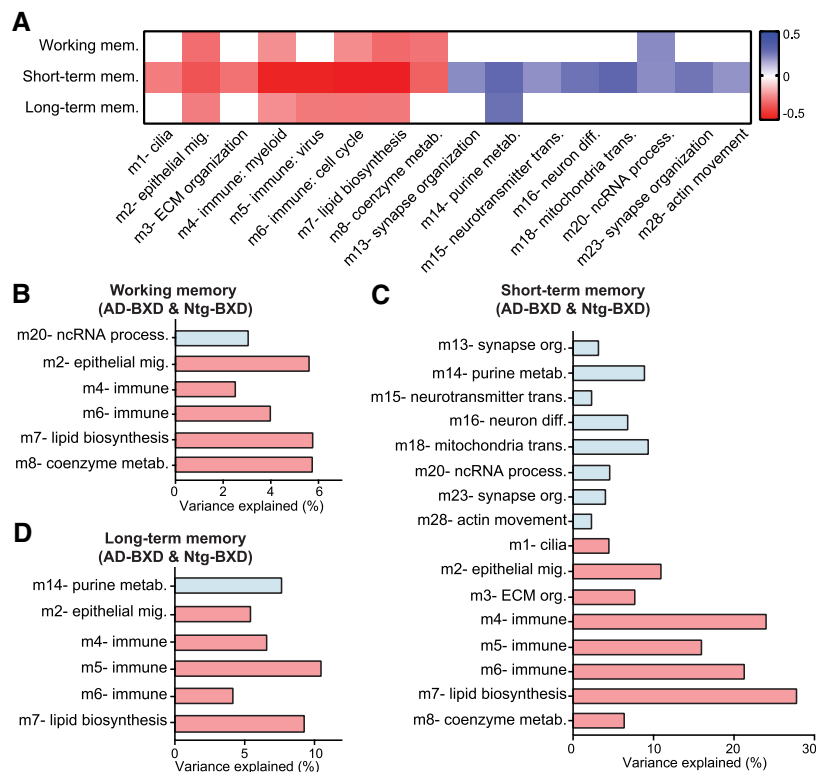 A
Working mem.
Short-term mem.
Long-term mem.
0.5
0
-0.5
m1- cilia
m2- epithelial mig.
m3- ECM organization
m4- immune: myeloid
m5- immune: virus
m6- immune: cell cycle
m7- lipid biosynthesis
m8- coenzyme metab.
m13- synapse organization
m14- purine metab.
m15- neurotransmitter trans.
m16- neuron diff.
m18- mitochondria trans.
m20- ncRNA process.
m23- synapse organization
m28- actin movement
B
Working memory
(AD-BXD & Ntg-BXD)
m20- ncRNA process.
m2- epithelial mig.
m4- immune
m6- immune
m7- lipid biosynthesis
m8- coenzyme metab.
0 2 4 6
Variance explained (%)
C
Short-term memory
(AD-BXD & Ntg-BXD)
m13- synapse org.
m14- purine metab.
m15- neurotransmitter trans.
m16- neuron diff.
m18- mitochondria trans.
m20- ncRNA process.
m23- synapse org.
m28- actin movement
m1- cilia
m2- epithelial mig.
m3- ECM org.
m4- immune
m5- immune
m6- immune
m7- lipid biosynthesis
m8- coenzyme metab.
0 10 20 30
Variance explained (%)
D
Long-term memory
(AD-BXD & Ntg-BXD)
m14- purine metab.
m2- epithelial mig.
m4- immune
m5- immune
m6- immune
m7- lipid biosynthesis
0 5 10
Variance explained (%)